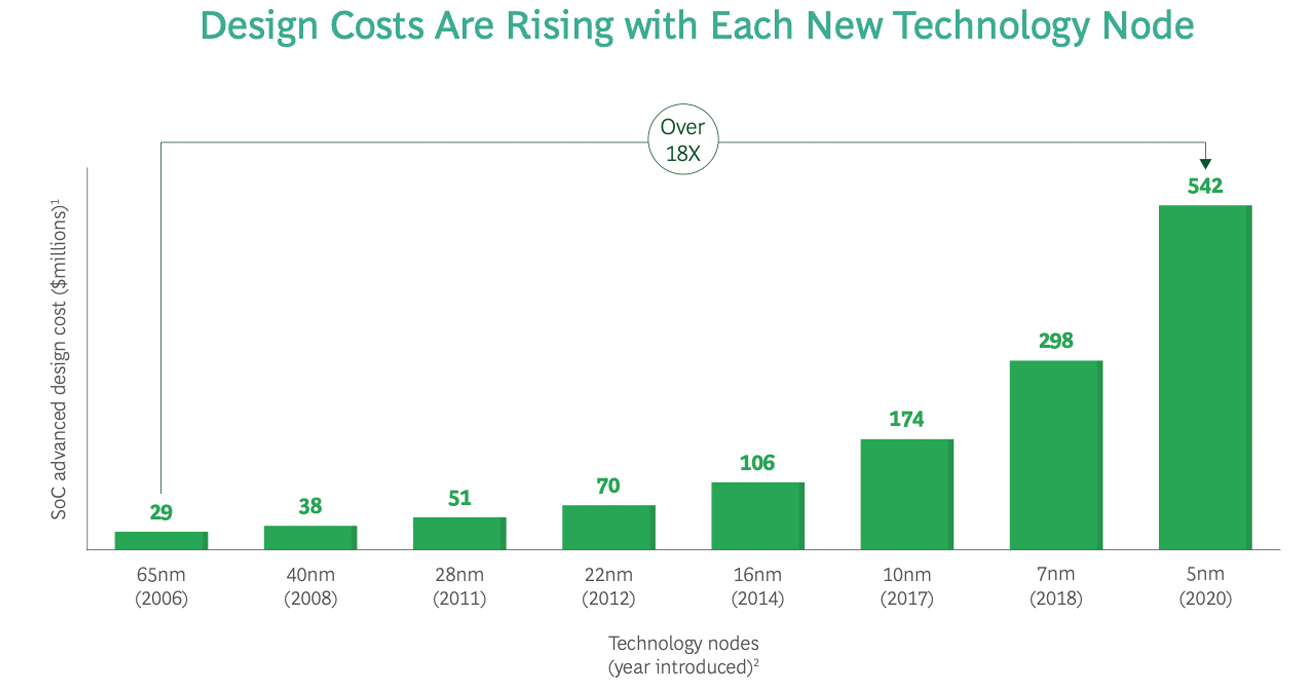 Design Costs Are Rising with Each New Technology Node
Over
18X
SoC advanced design cost ($millions)¹
29
38
51
70
106
174
298
542
65nm
(2006)
40nm
(2008)
28nm
(2011)
22nm
(2012)
16nm
(2014)
10nm
(2017)
7nm
(2018)
5nm
(2020)
Technology nodes
(year introduced)²